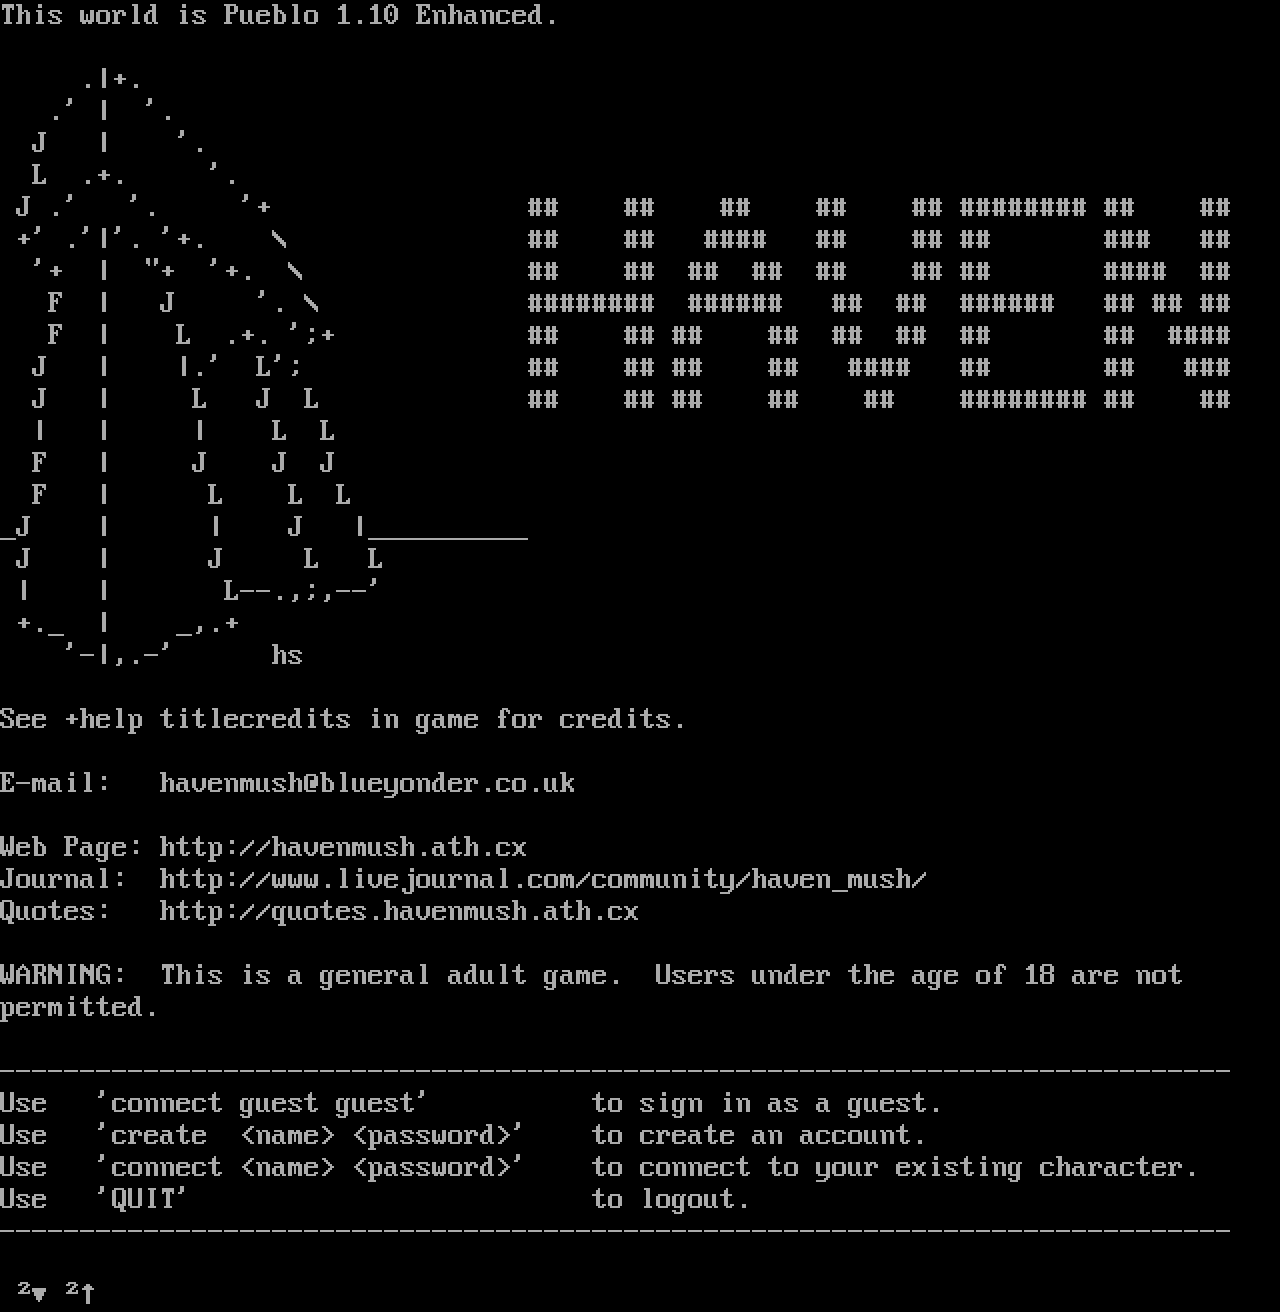 This world is Pueblo 1.10 Enhanced.
HAVEN
hs
See +help titlecredits in game for credits.
E-mail:   havenmush@blueyonder.co.uk
Web Page: http://havenmush.ath.cx
Journal:  http://www.livejournal.com/community/haven_mush/
Quotes:   http://quotes.havenmush.ath.cx
WARNING:  This is a general adult game.  Users under the age of 18 are not
permitted.
Use   'connect guest guest'          to sign in as a guest.
Use   'create  <name> <password>'    to create an account.
Use   'connect <name> <password>'    to connect to your existing character.
Use   'QUIT'                         to logout.
²▼ ²↑